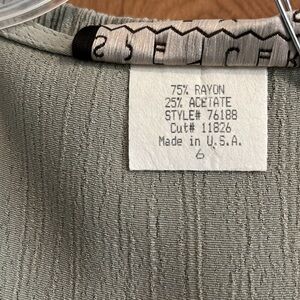 75% RAYON
25% ACETATE
STYLE# 76188
Cut# 11826
Made in U.S.A.
6